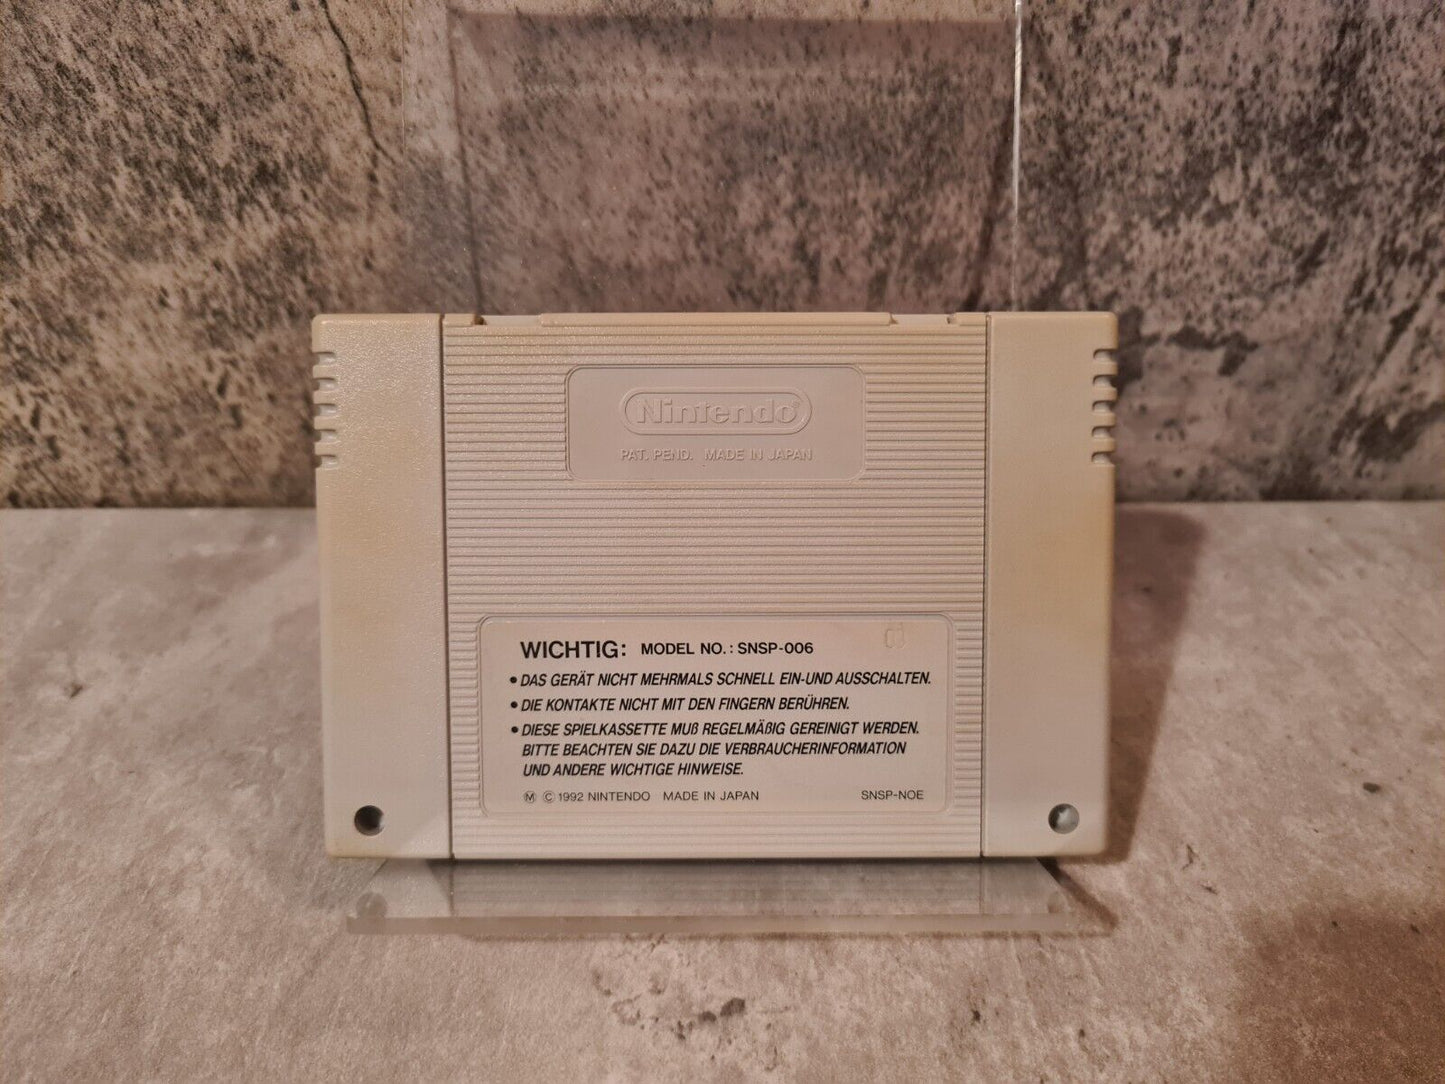 Nintendo®
PAT. PEND. MADE IN JAPAN
WICHTIG: MODEL NO.: SNSP-006
• DAS GERÄT NICHT MEHRMALS SCHNELL EIN-UND AUSSCHALTEN.
• DIE KONTAKTE NICHT MIT DEN FINGERN BERÜHREN.
• DIESE SPIELKASSETTE MUß REGELMÄßIG GEREINIGT WERDEN.
BITTE BEACHTEN SIE DAZU DIE VERBRAUCHERINFORMATION
UND ANDERE WICHTIGE HINWEISE.
Ⓜ © 1992 NINTENDO MADE IN JAPAN SNSP-NOE